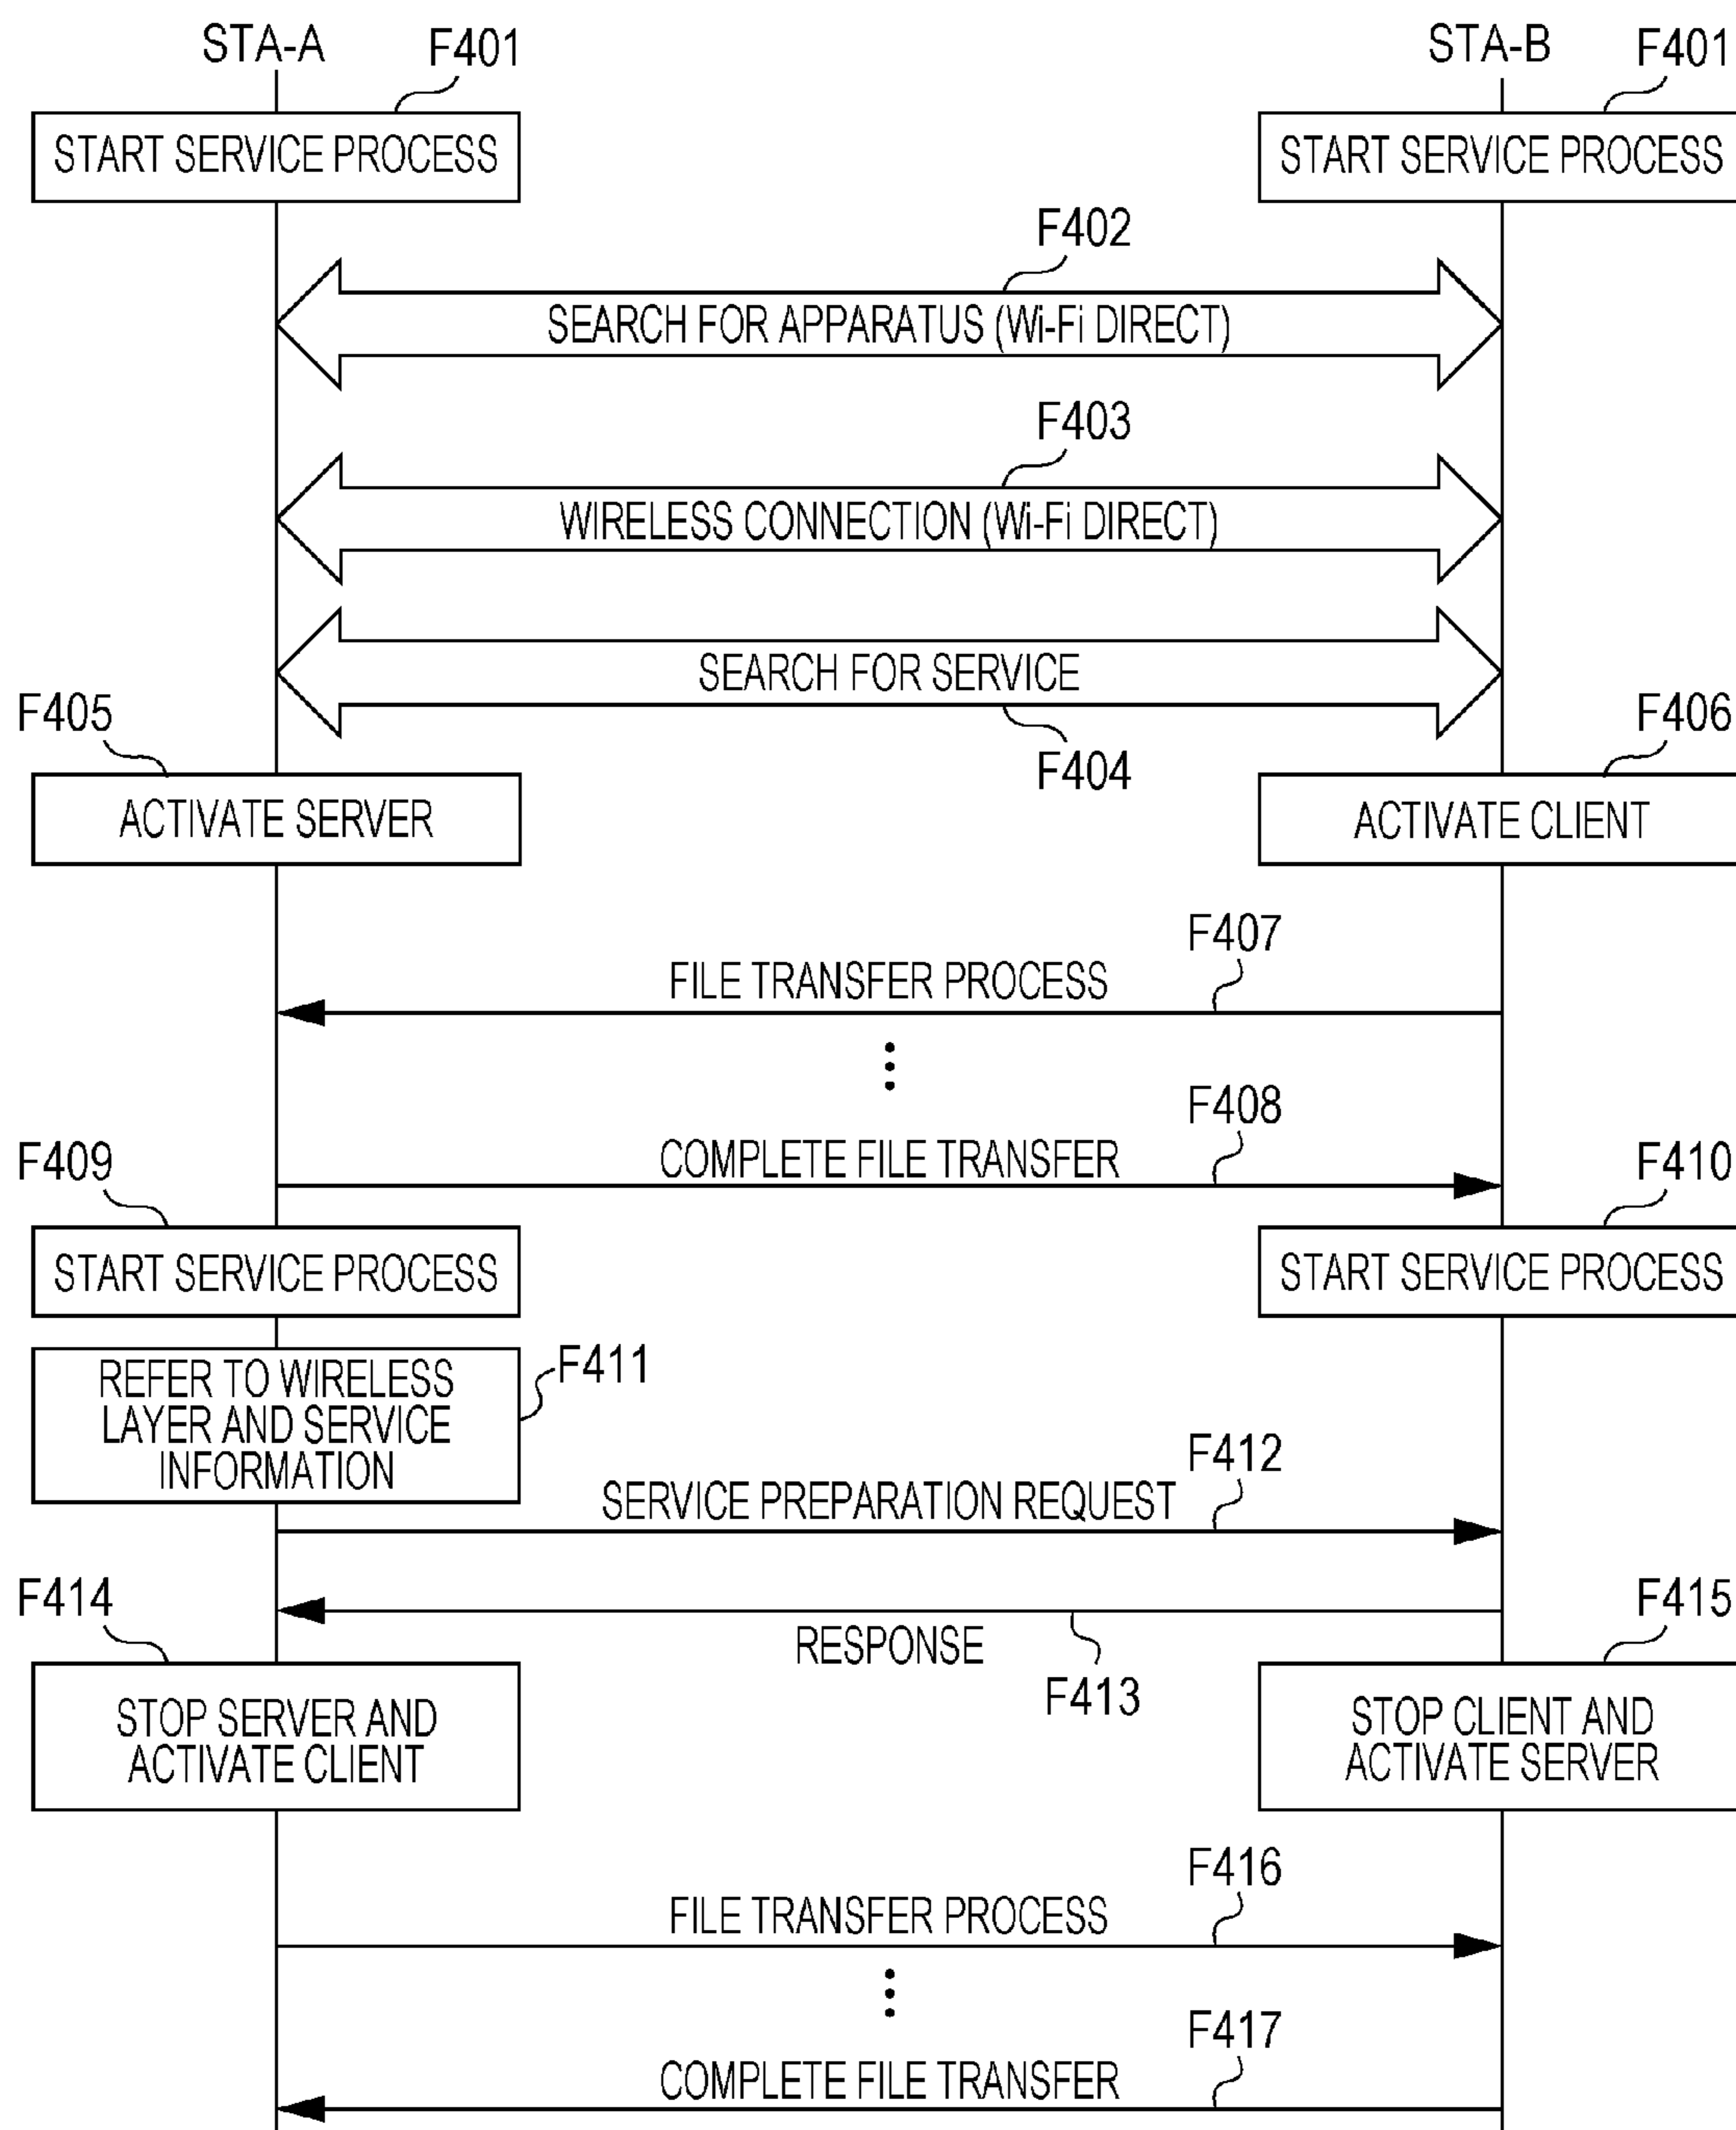 STA-A
F401
STA-B
F401
START SERVICE PROCESS
START SERVICE PROCESS
F402
SEARCH FOR APPARATUS (Wi-Fi DIRECT)
F403
WIRELESS CONNECTION (Wi-Fi DIRECT)
SEARCH FOR SERVICE
F404
F405
F406
ACTIVATE SERVER
ACTIVATE CLIENT
F407
FILE TRANSFER PROCESS
F408
COMPLETE FILE TRANSFER
F409
F410
START SERVICE PROCESS
START SERVICE PROCESS
REFER TO WIRELESS
LAYER AND SERVICE
INFORMATION
F411
F412
SERVICE PREPARATION REQUEST
F413
RESPONSE
F414
F415
STOP SERVER AND
ACTIVATE CLIENT
STOP CLIENT AND
ACTIVATE SERVER
F416
FILE TRANSFER PROCESS
F417
COMPLETE FILE TRANSFER